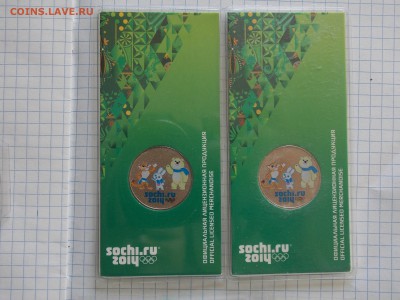 COINS.LAVE.RU
sochi.ru
2014
ОФИЦИАЛЬНАЯ ЛИЦЕНЗИОННАЯ ПРОДУКЦИЯ
OFFICIAL LICENSED MERCHANDISE
sochi.ru
2014
ОФИЦИАЛЬНАЯ ЛИЦЕНЗИОННАЯ ПРОДУКЦИЯ
OFFICIAL LICENSED MERCHANDISE